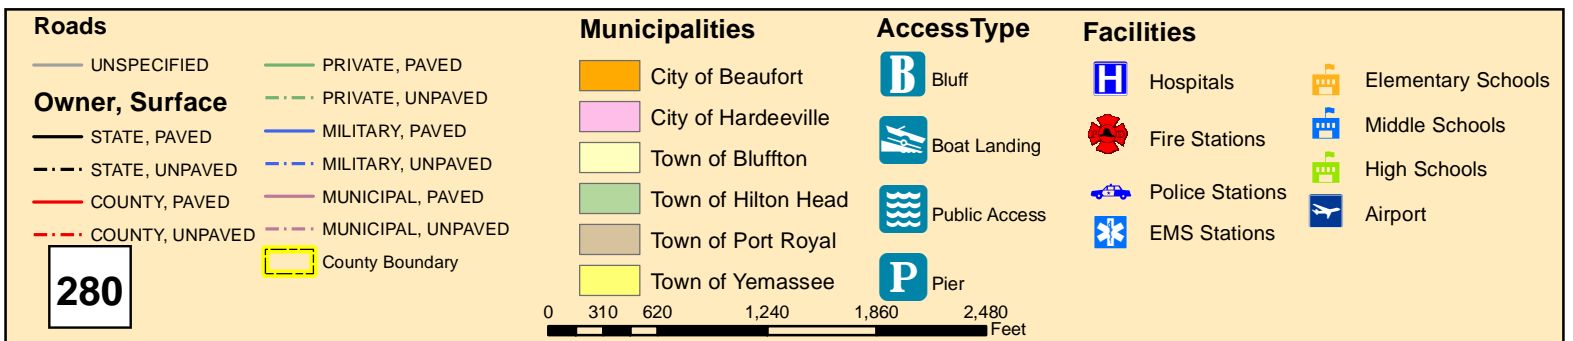 Roads
UNSPECIFIED
Owner, Surface
STATE, PAVED
STATE, UNPAVED
COUNTY, PAVED
COUNTY, UNPAVED
PRIVATE, PAVED
PRIVATE, UNPAVED
MILITARY, PAVED
MILITARY, UNPAVED
MUNICIPAL, PAVED
MUNICIPAL, UNPAVED
County Boundary
280
Municipalities
City of Beaufort
City of Hardeeville
Town of Bluffton
Town of Hilton Head
Town of Port Royal
Town of Yemassee
0 310 620 1,240 1,860 2,480
Feet
AccessType
B Bluff
Boat Landing
Public Access
P Pier
Facilities
H Hospitals
Fire Stations
Police Stations
EMS Stations
Elementary Schools
Middle Schools
High Schools
Airport